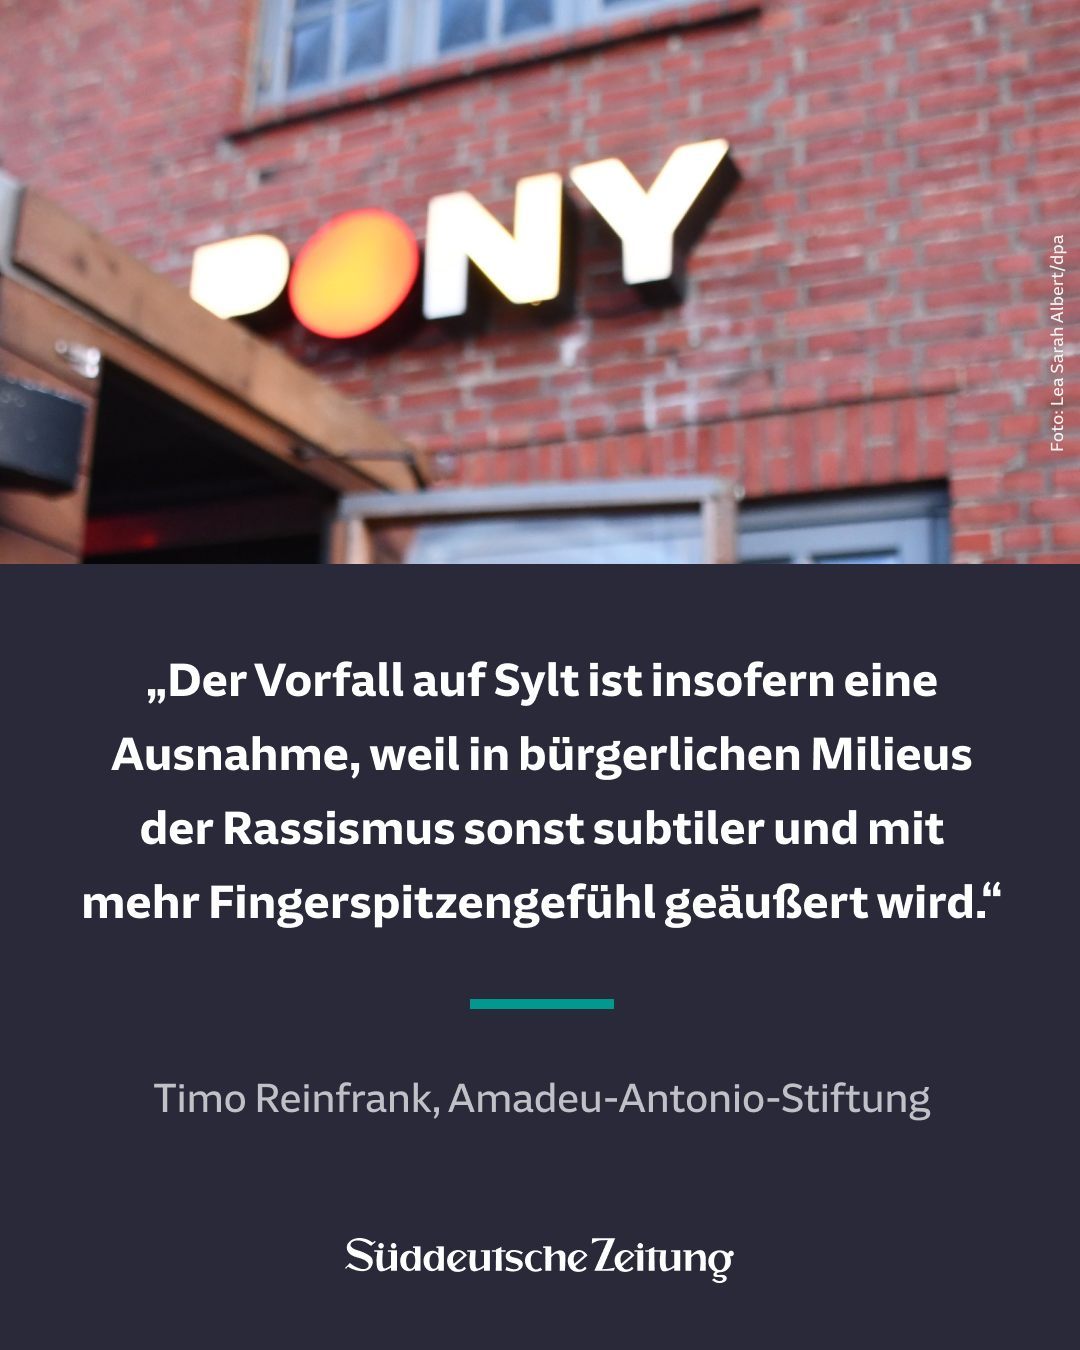 PONY
Foto: Lea Sarah Albert/dpa
„Der Vorfall auf Sylt ist insofern eine
Ausnahme, weil in bürgerlichen Milieus
der Rassismus sonst subtiler und mit
mehr Fingerspitzengefühl geäußert wird.“
Timo Reinfrank, Amadeu-Antonio-Stiftung
Süddeutsche Zeitung